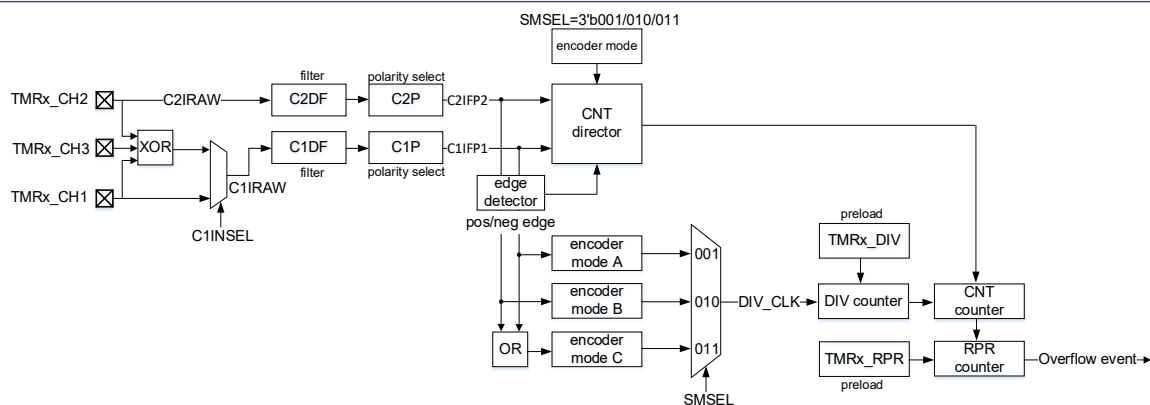 SMSEL=3'b001/010/011
encoder mode
filter
polarity select
TMRx_CH2
C2IRAW
C2DF
C2P
C2IFP2
CNT
director
TMRx_CH3
XOR
C1DF
C1P
C1IFP1
filter
polarity select
C1IRAW
TMRx_CH1
edge
detector
C1INSEL
pos/neg edge
preload
TMRx_DIV
encoder
mode A
001
encoder
mode B
010
DIV_CLK
DIV counter
CNT
counter
OR
encoder
mode C
011
TMRx_RPR
RPR
counter
Overflow event
preload
SMSEL